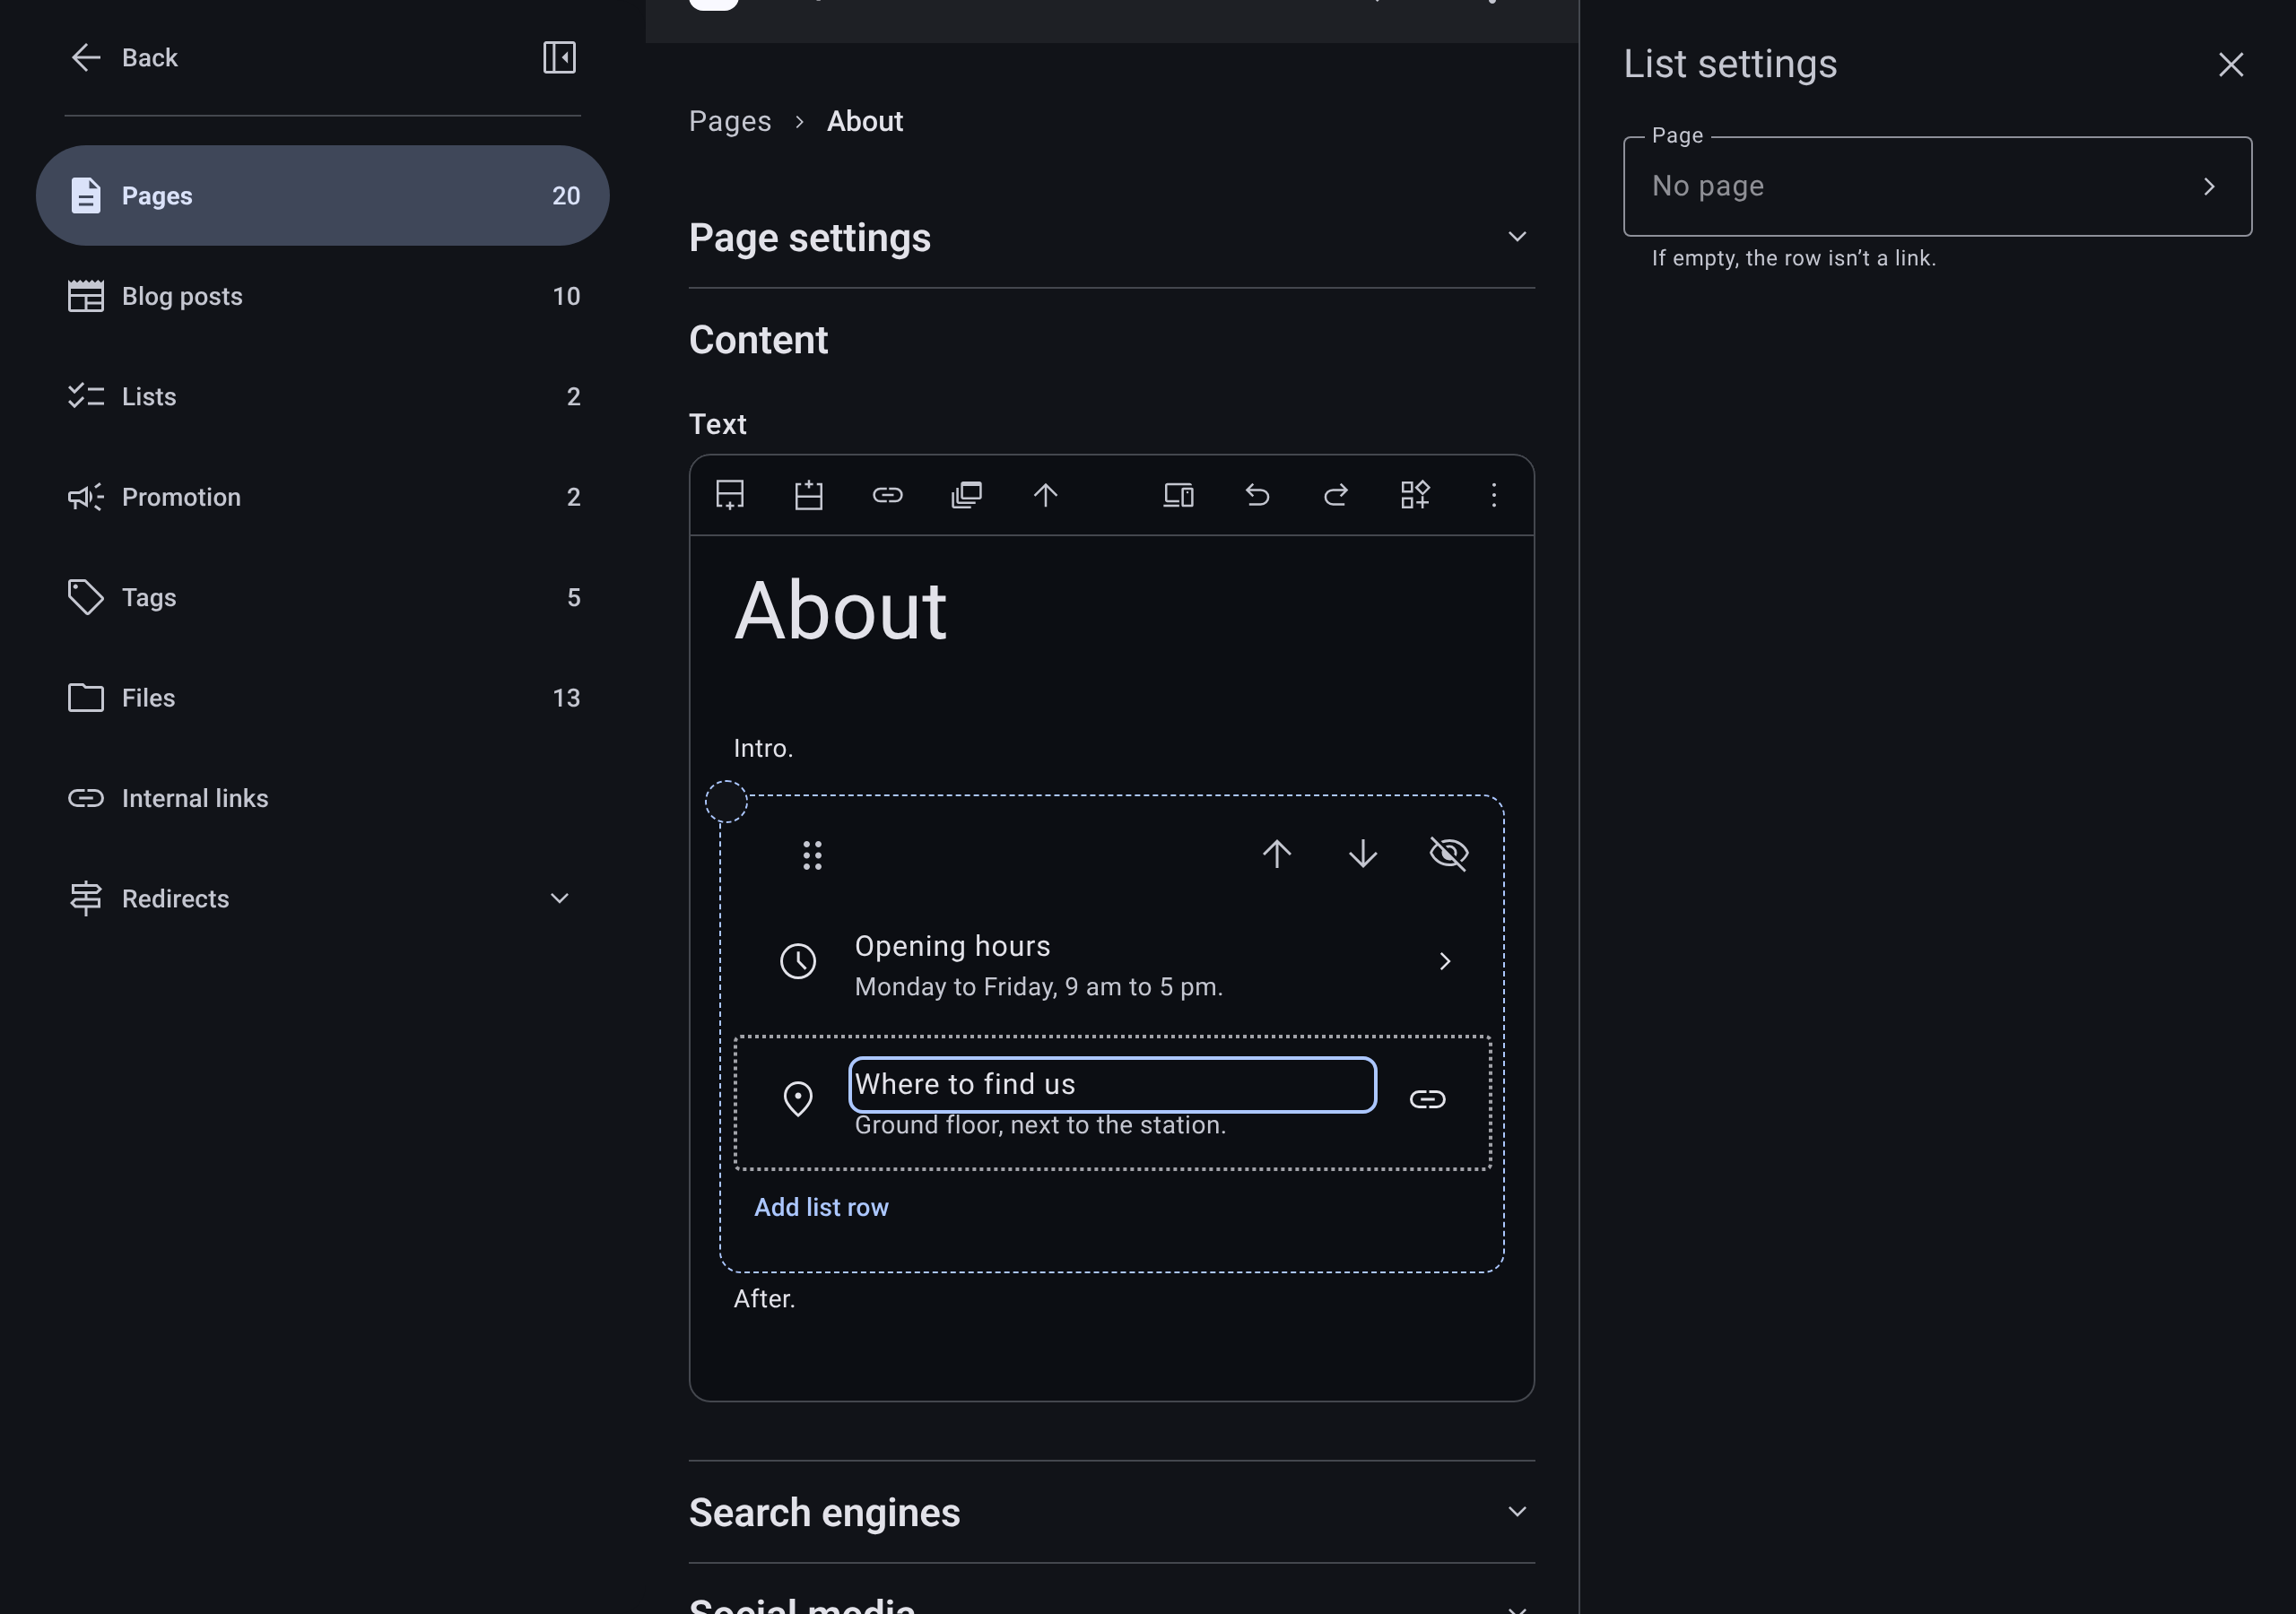 Back
Pages 20
Blog posts 10
Lists 2
Promotion 2
Tags 5
Files 13
Internal links
Redirects
Pages > About
Page settings
Content
Text
About
Intro.
Opening hours
Monday to Friday, 9 am to 5 pm.
Where to find us
Ground floor, next to the station.
Add list row
After.
Search engines
Social media
List settings
Page
No page
If empty, the row isn’t a link.